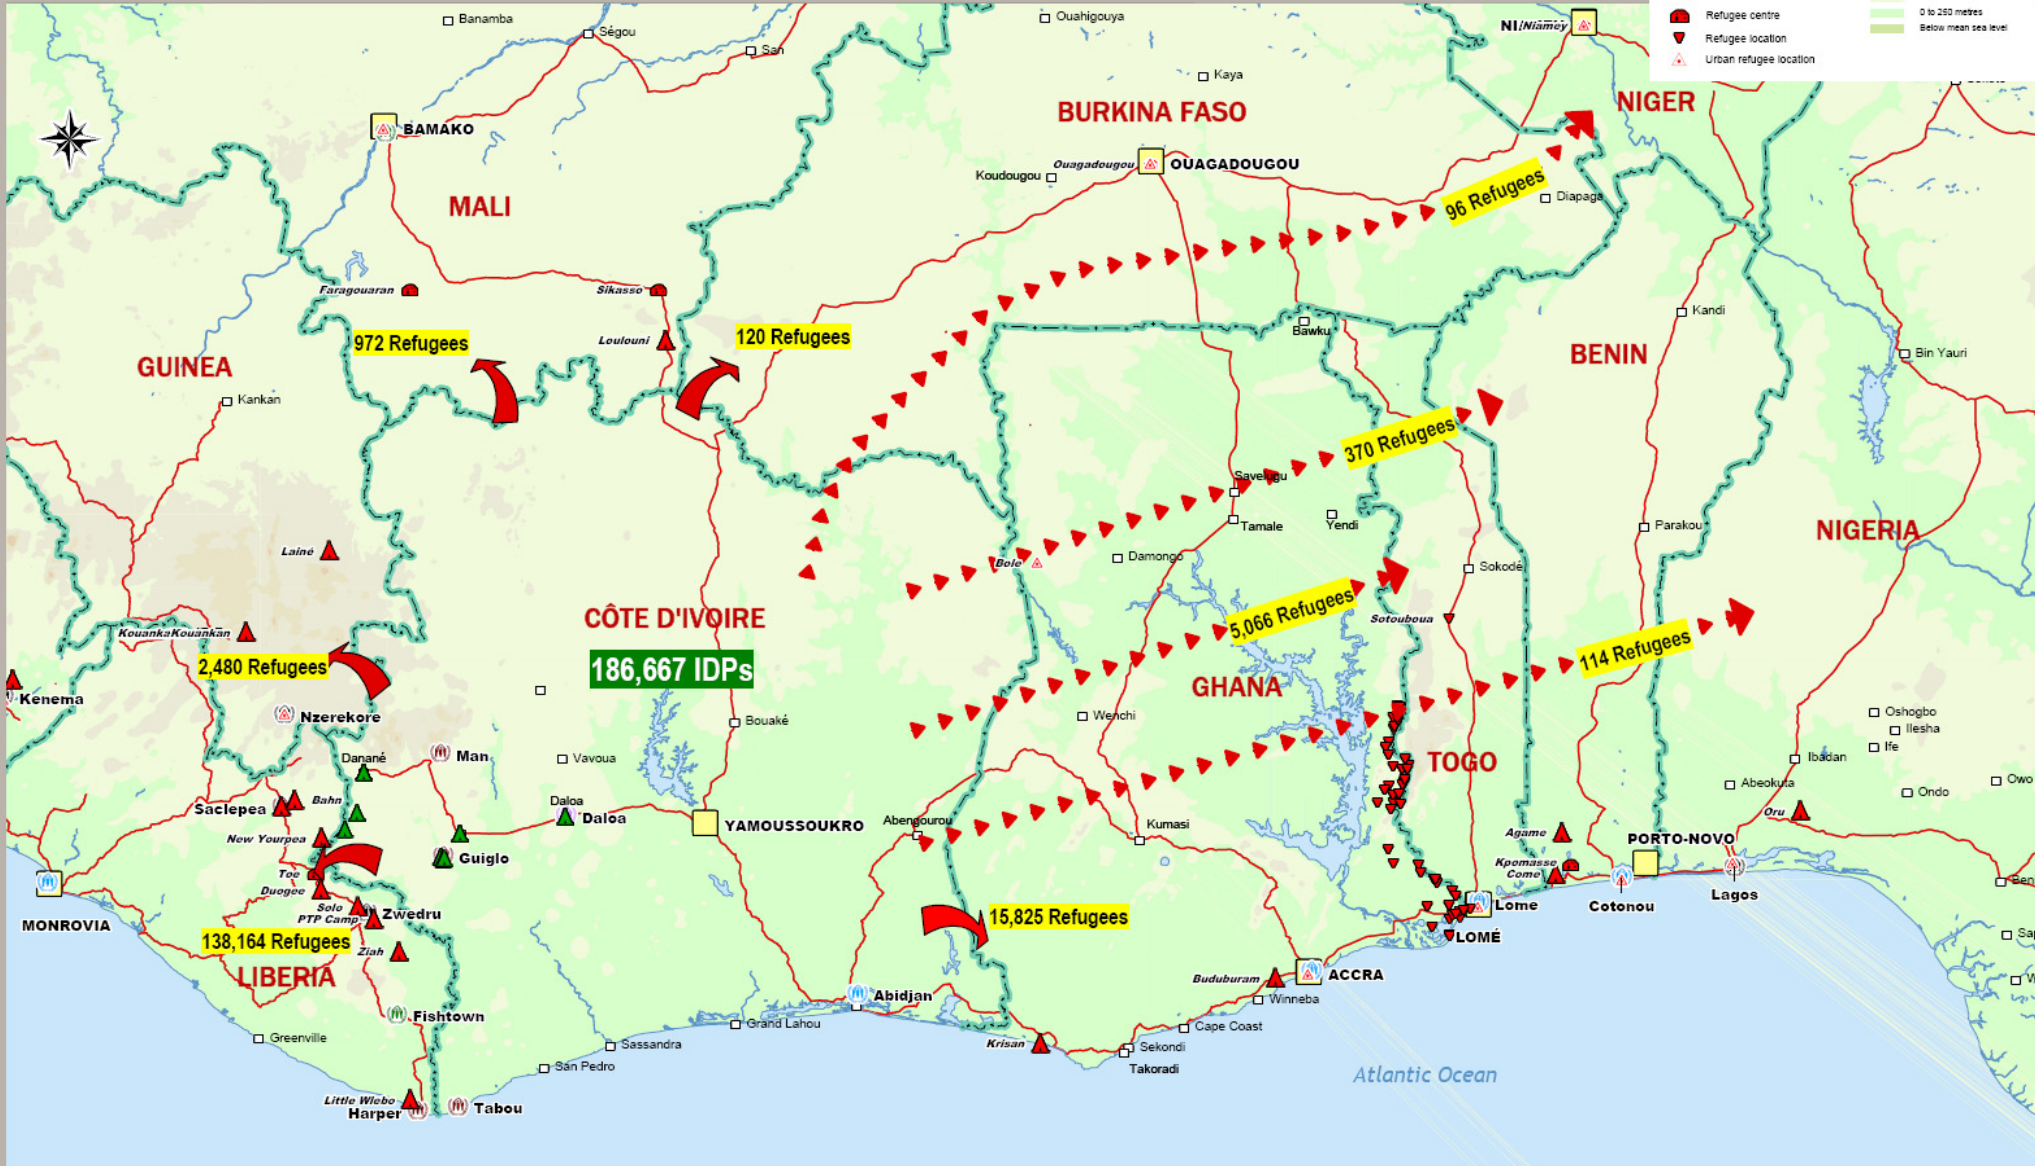 Banamba
Ségou
San
Ouahigouya
Kaya
Niamey
Refugee centre
Refugee location
Urban refugee location
0 to 250 metres
Below mean sea level
NIGER
BURKINA FASO
BAMAKO
Ouagadougou
OUAGADOUGOU
Koudougou
96 Refugees
Diapaga
MALI
Faragouaran
Sikasso
972 Refugees
Loulouni
120 Refugees
Bawku
Kandi
GUINEA
BENIN
Bin Yauri
Kankan
370 Refugees
Savelugu
Tamale
Yendi
Parakou
NIGERIA
Lainé
Bole
Damongo
Sokodé
CÔTE D'IVOIRE
186,667 IDPs
5,066 Refugees
Sotouboua
KouankaKouankan
2,480 Refugees
114 Refugees
GHANA
Kenema
Nzerekore
Bouaké
Wenchi
Oshogbo
Ilesha
Ife
Man
Danané
Vavoua
TOGO
Ibadan
Abeokuta
Owo
Ondo
Saclepea
Bahn
Daloa
Daloa
YAMOUSSOUKRO
Abengourou
Kumasi
Oru
New Yourpea
Agame
PORTO-NOVO
Guiglo
Kpomasse
Come
Toe
Duogee
Lagos
Cotonou
Ben
MONROVIA
Solo
PTP Camp
Zwedru
15,825 Refugees
Lome
LOMÉ
138,164 Refugees
Ziah
LIBERIA
Buduburam
ACCRA
Abidjan
Winneba
Fishtown
Grand Lahou
Cape Coast
Greenville
Sassandra
Krisan
Sekondi
Takoradi
San Pedro
Atlantic Ocean
Little Wlebo
Harper
Tabou